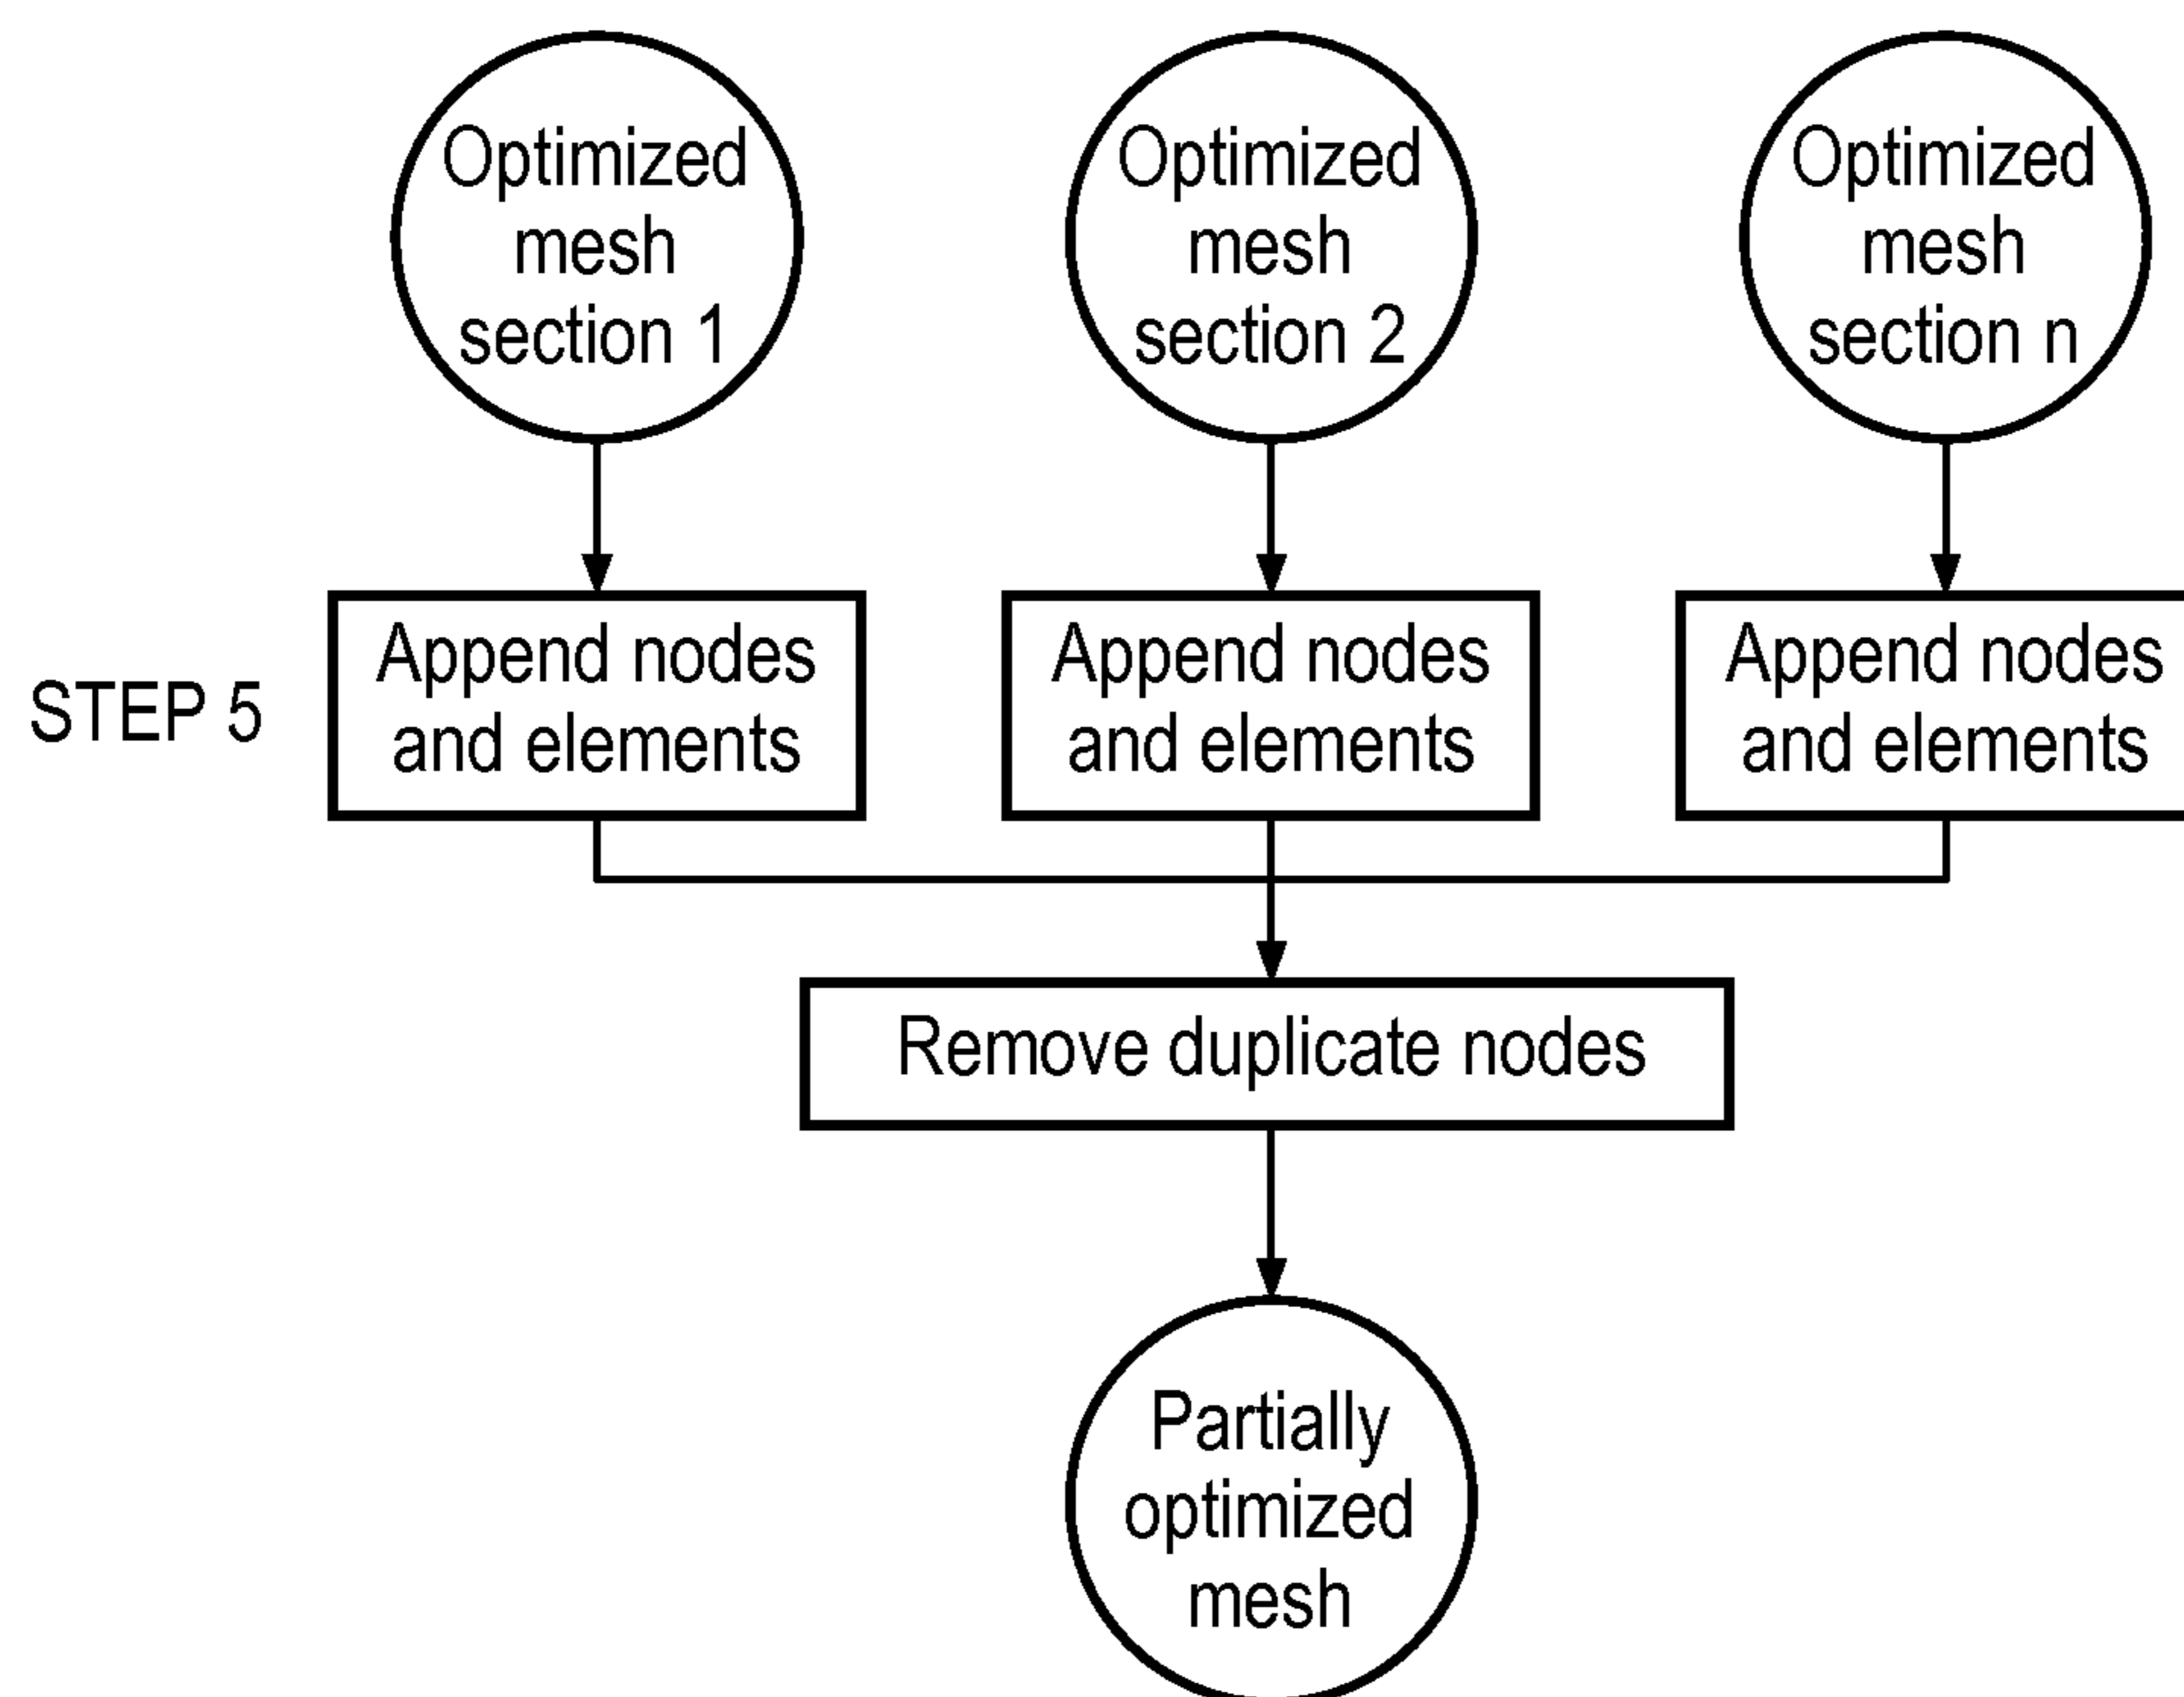 Optimized
mesh
section 1
Optimized
mesh
section 2
Optimized
mesh
section n
STEP 5
Append nodes
and elements
Append nodes
and elements
Append nodes
and elements
Remove duplicate nodes
Partially
optimized
mesh